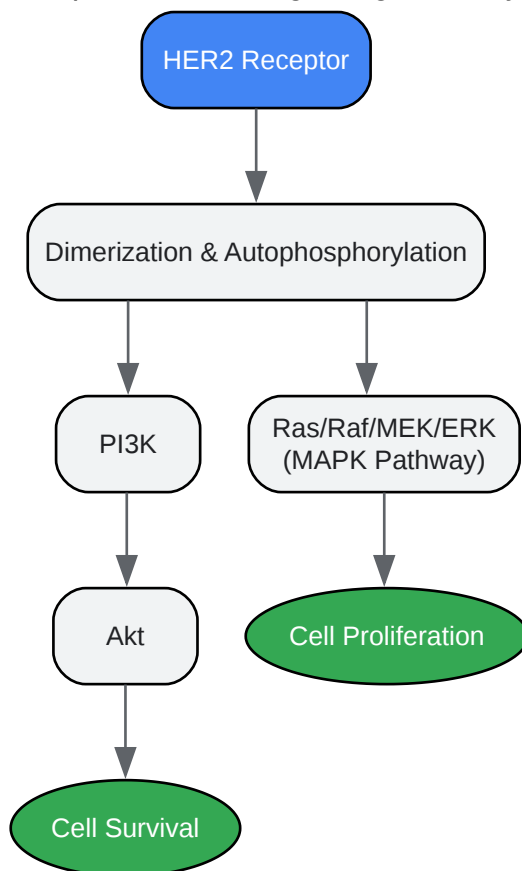 HER2 Receptor
Dimerization & Autophosphorylation
PI3K
Ras/Raf/MEK/ERK
(MAPK Pathway)
Akt
Cell Proliferation
Cell Survival